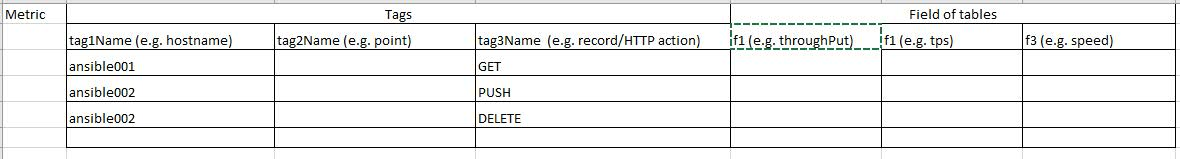 Metric Tags Field of tables
tag1Name (e.g. hostname) tag2Name (e.g. point) tag3Name  (e.g. record/HTTP action) f1 (e.g. throughPut) f1 (e.g. tps) f3 (e.g. speed)
ansible001 GET
ansible002 PUSH
ansible002 DELETE